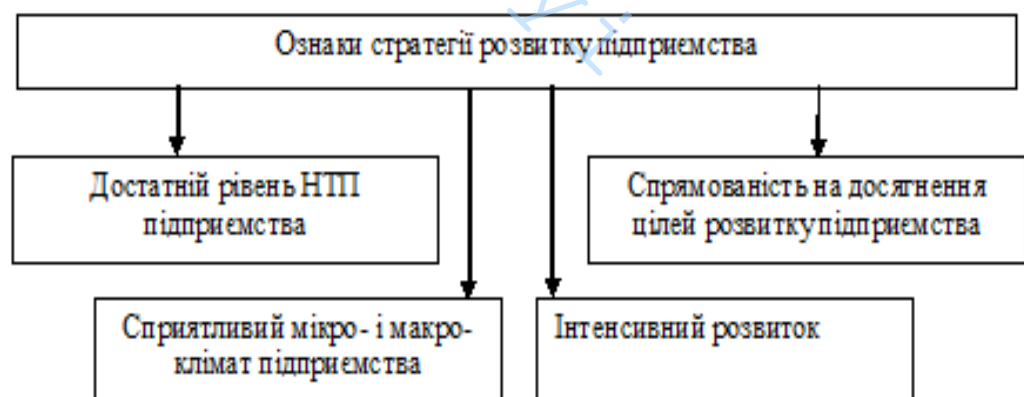 Ознаки стратегії розвитку підприємства
Достатній рівень НТП
підприємства
Спрямованість на досягнення
цілей розвитку підприємства
Сприятливий мікро - і макро-
клімат підприємства
Інтенсивний розвиток